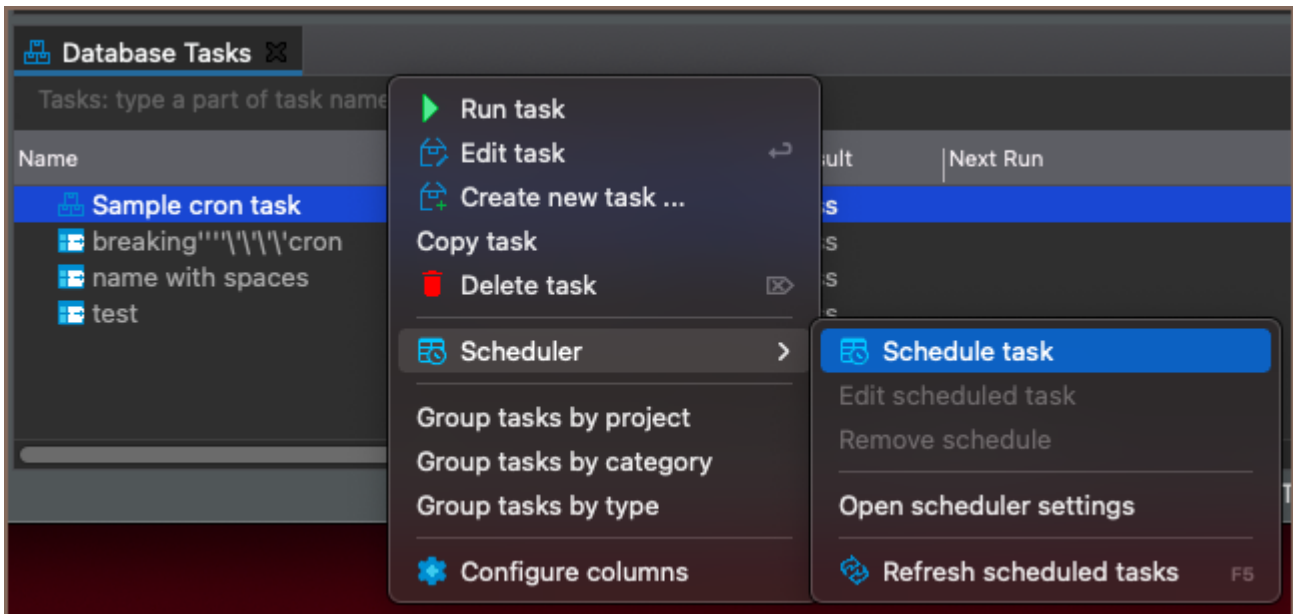 Database Tasks
Tasks: type a part of task name
Name
ult
Next Run
Sample cron task
ss
breaking''''\'\'\'\'cron
ss
name with spaces
ss
test
Run task
Edit task
Create new task ...
Copy task
Delete task
Scheduler
Group tasks by project
Group tasks by category
Group tasks by type
Configure columns
Schedule task
Edit scheduled task
Remove schedule
Open scheduler settings
Refresh scheduled tasks F5